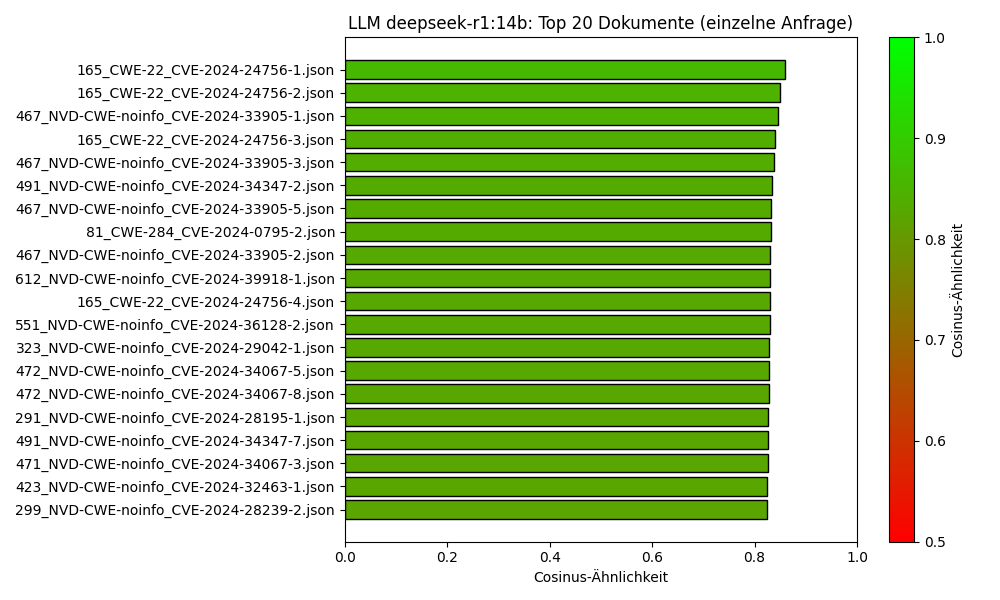 LLM deepseek-r1:14b: Top 20 Dokumente (einzelne Anfrage)
165_CWE-22_CVE-2024-24756-1.json
165_CWE-22_CVE-2024-24756-2.json
467_NVD-CWE-noinfo_CVE-2024-33905-1.json
165_CWE-22_CVE-2024-24756-3.json
467_NVD-CWE-noinfo_CVE-2024-33905-3.json
491_NVD-CWE-noinfo_CVE-2024-34347-2.json
467_NVD-CWE-noinfo_CVE-2024-33905-5.json
81_CWE-284_CVE-2024-0795-2.json
467_NVD-CWE-noinfo_CVE-2024-33905-2.json
612_NVD-CWE-noinfo_CVE-2024-39918-1.json
165_CWE-22_CVE-2024-24756-4.json
551_NVD-CWE-noinfo_CVE-2024-36128-2.json
323_NVD-CWE-noinfo_CVE-2024-29042-1.json
472_NVD-CWE-noinfo_CVE-2024-34067-5.json
472_NVD-CWE-noinfo_CVE-2024-34067-8.json
291_NVD-CWE-noinfo_CVE-2024-28195-1.json
491_NVD-CWE-noinfo_CVE-2024-34347-7.json
471_NVD-CWE-noinfo_CVE-2024-34067-3.json
423_NVD-CWE-noinfo_CVE-2024-32463-1.json
299_NVD-CWE-noinfo_CVE-2024-28239-2.json
0.0 0.2 0.4 0.6 0.8 1.0
Cosinus-Ähnlichkeit
1.0
0.9
0.8
0.7
0.6
0.5
Cosinus-Ähnlichkeit